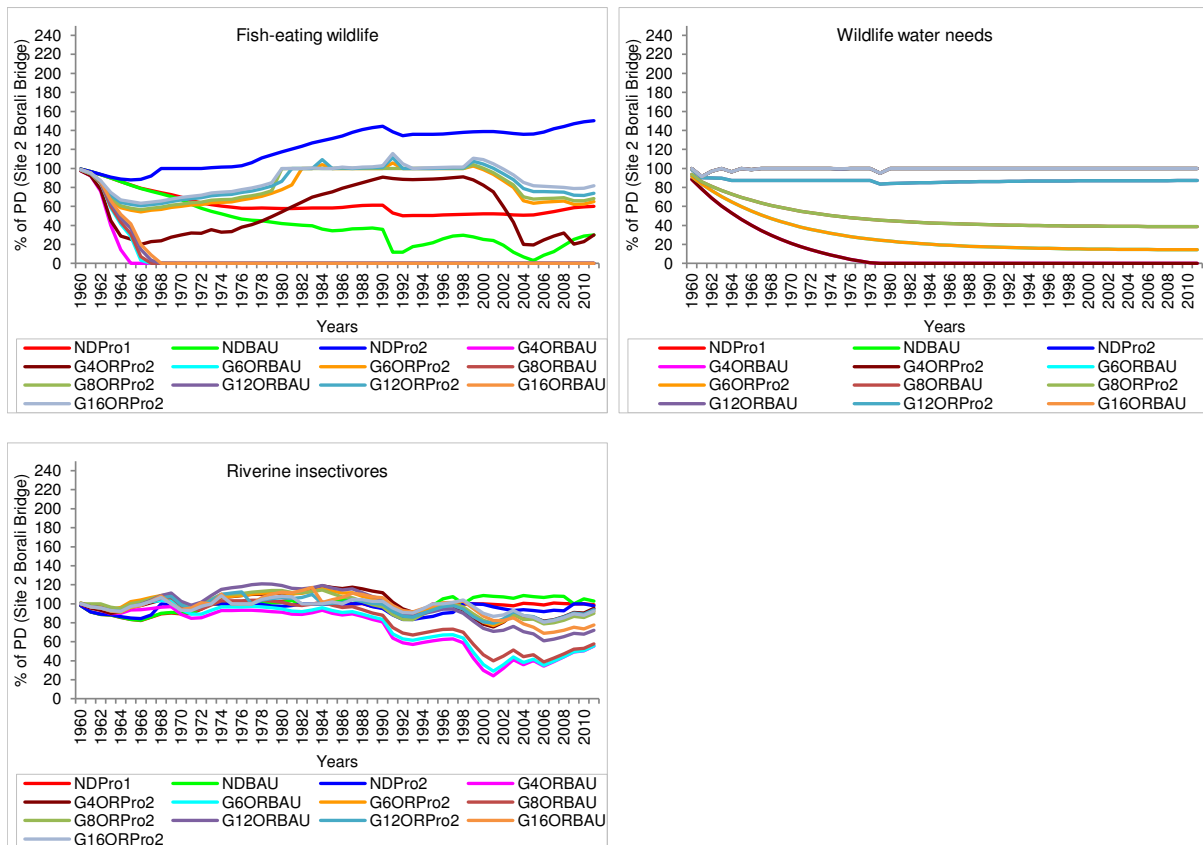 Fish-eating wildlife
% of PD (Site 2 Borali Bridge)
240
220
200
180
160
140
120
100
80
60
40
20
0
1960 1962 1964 1966 1968 1970 1972 1974 1976 1978 1980 1982 1984 1986 1988 1990 1992 1994 1996 1998 2000 2002 2004 2006 2008 2010
Years
NDPro1 NDBAU NDPro2 G4ORBAU
G4ORPro2 G6ORBAU G6ORPro2 G8ORBAU
G8ORPro2 G12ORBAU G12ORPro2 G16ORBAU
G16ORPro2
Wildlife water needs
% of PD (Site 2 Borali Bridge)
240
220
200
180
160
140
120
100
80
60
40
20
0
1960 1962 1964 1966 1968 1970 1972 1974 1976 1978 1980 1982 1984 1986 1988 1990 1992 1994 1996 1998 2000 2002 2004 2006 2008 2010
Years
NDPro1 NDBAU NDPro2
G4ORBAU G4ORPro2 G6ORBAU
G6ORPro2 G8ORBAU G8ORPro2
G12ORBAU G12ORPro2 G16ORBAU
Riverine insectivores
% of PD (Site 2 Borali Bridge)
240
220
200
180
160
140
120
100
80
60
40
20
0
1960 1962 1964 1966 1968 1970 1972 1974 1976 1978 1980 1982 1984 1986 1988 1990 1992 1994 1996 1998 2000 2002 2004 2006 2008 2010
Years
NDPro1 NDBAU NDPro2 G4ORBAU
G4ORPro2 G6ORBAU G6ORPro2 G8ORBAU
G8ORPro2 G12ORBAU G12ORPro2 G16ORBAU
G16ORPro2